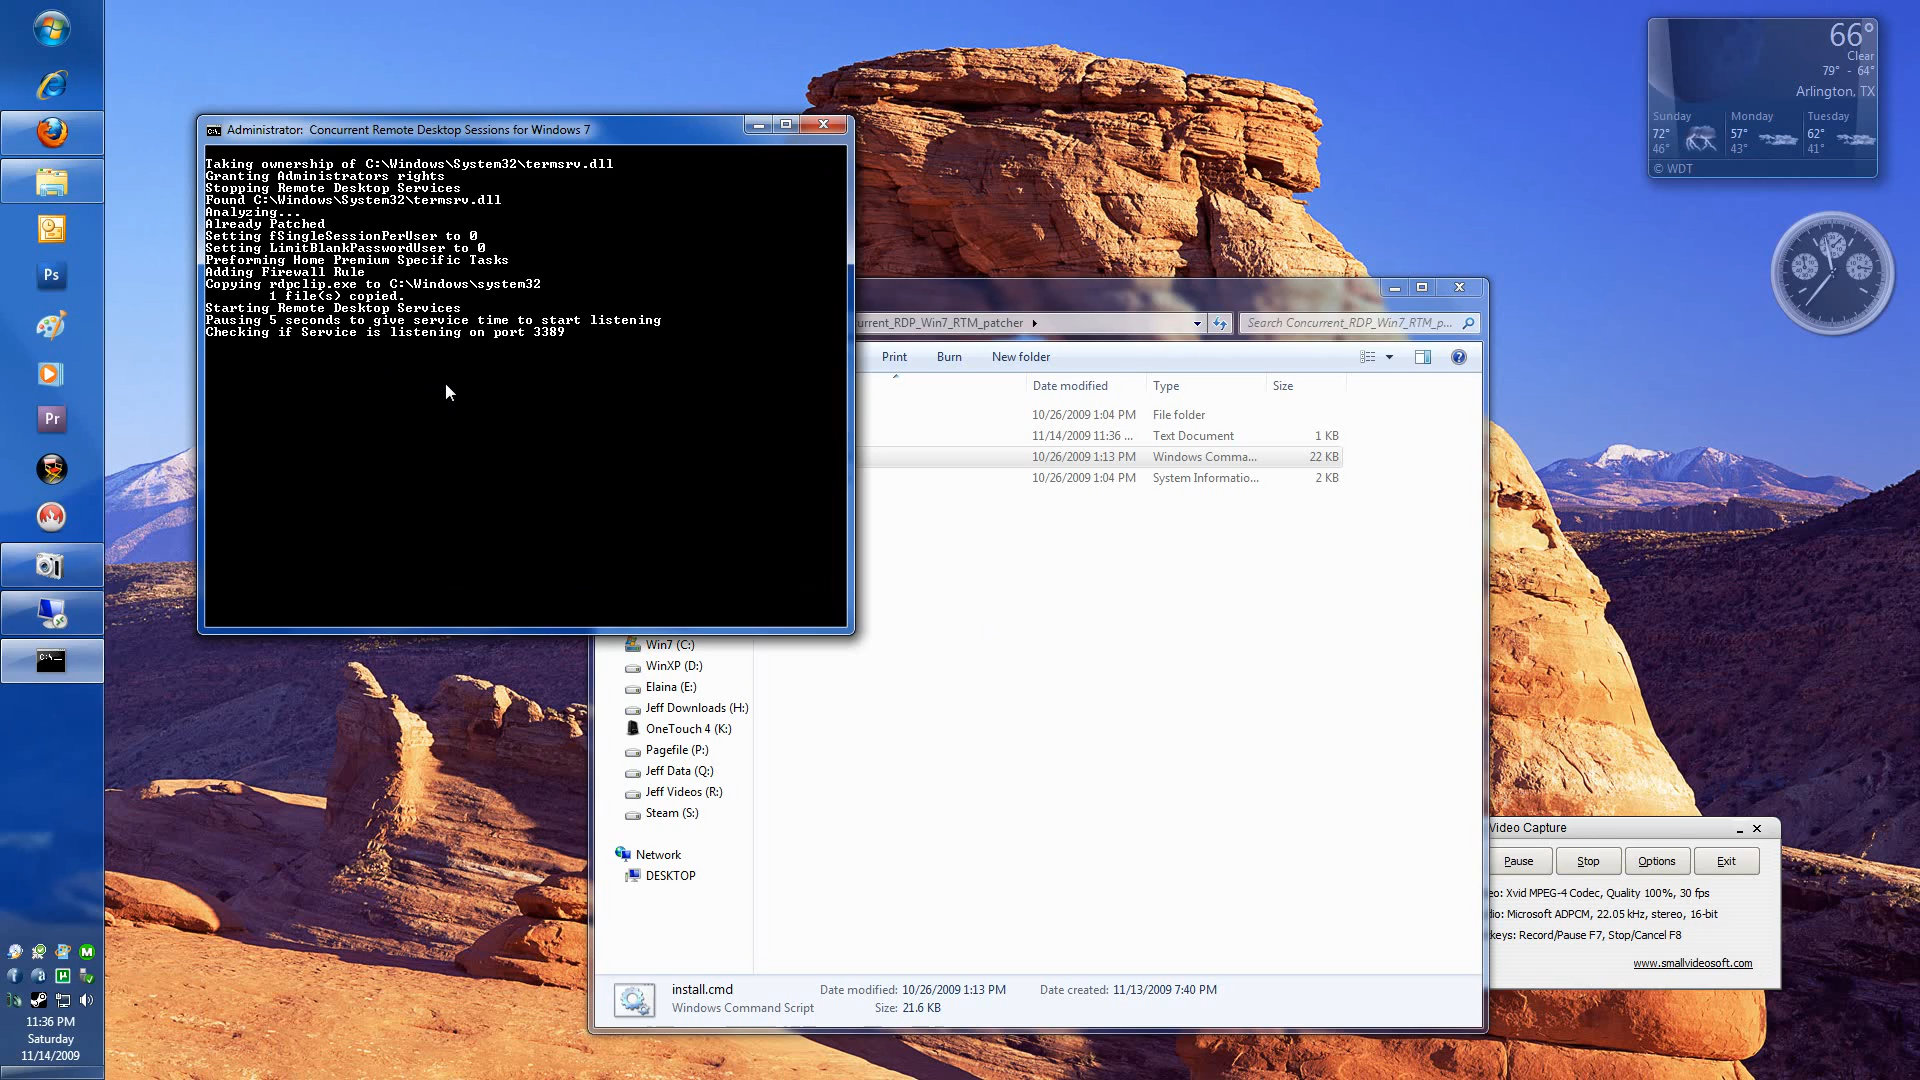 66°
Clear
79° - 64°
Arlington, TX
Sunday Monday Tuesday
72° 57° 62°
46° 43° 41°
© WDT
Ps
Pr
Administrator: Concurrent Remote Desktop Sessions for Windows 7
Taking ownership of C:\Windows\System32\termsrv.dll
Granting Administrators rights
Stopping Remote Desktop Services
Found C:\Windows\System32\termsrv.dll
Analyzing...
Already Patched
Setting fSingleSessionPerUser to 0
Setting LimitBlankPasswordUser to 0
Preforming Home Premium Specific Tasks
Adding Firewall Rule
Copying rdpclip.exe to C:\Windows\system32
1 file(s) copied.
Starting Remote Desktop Services
Pausing 5 seconds to give service time to start listening
Checking if Service is listening on port 3389
urrent_RDP_Win7_RTM_patcher
Search Concurrent_RDP_Win7_RTM_p...
Print Burn New folder
Date modified Type Size
10/26/2009 1:04 PM File folder
11/14/2009 11:36 ... Text Document 1 KB
10/26/2009 1:13 PM Windows Comma... 22 KB
10/26/2009 1:04 PM System Informatio... 2 KB
Win7 (C:)
WinXP (D:)
Elaina (E:)
Jeff Downloads (H:)
OneTouch 4 (K:)
Pagefile (P:)
Jeff Data (Q:)
Jeff Videos (R:)
Steam (S:)
Network
DESKTOP
install.cmd Date modified: 10/26/2009 1:13 PM Date created: 11/13/2009 7:40 PM
Windows Command Script Size: 21.6 KB
Video Capture
Pause Stop Options Exit
eo: Xvid MPEG-4 Codec, Quality 100%, 30 fps
dio: Microsoft ADPCM, 22.05 kHz, stereo, 16-bit
keys: Record/Pause F7, Stop/Cancel F8
www.smallvideosoft.com
11:36 PM
Saturday
11/14/2009